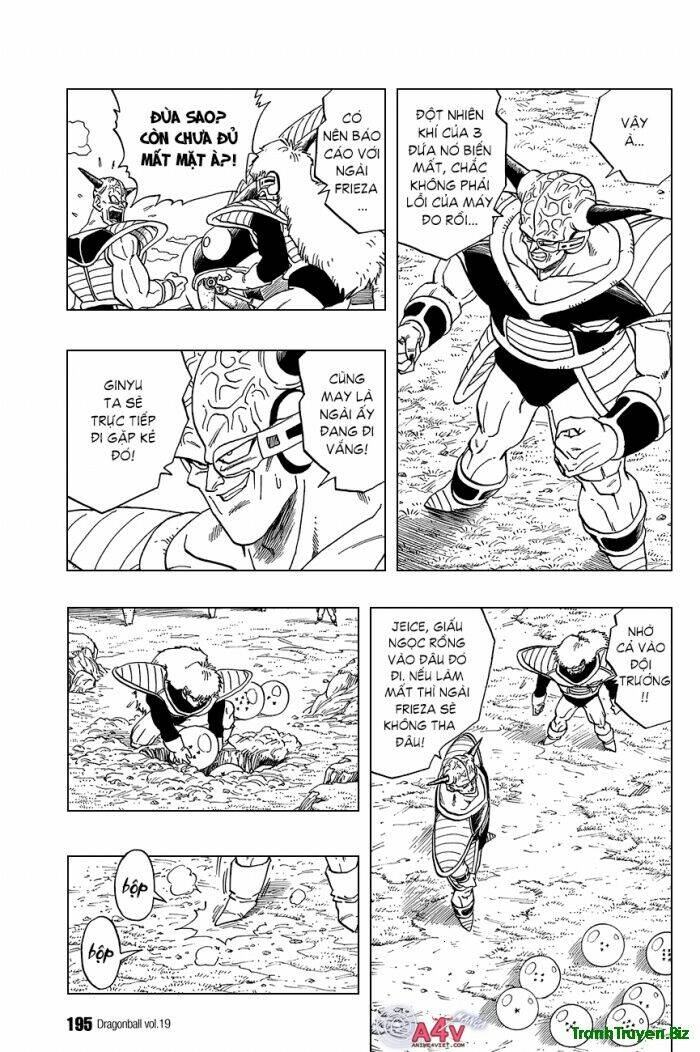 VẬY
À...
ĐỘT NHIÊN
KHÍ CỦA 3
ĐỨA NÓ BIẾN
MẤT, CHẮC
KHÔNG PHẢI
LỖI CỦA MÁY
ĐO RỒI...
CÓ
NÊN BÁO
CÁO VỚI
NGÀI
FRIEZA
...
ĐÙA SAO?
CÒN CHƯA ĐỦ
MẤT MẶT À?!
CŨNG
MAY LÀ
NGÀI ẤY
ĐANG ĐI
VẮNG!
GINYU
TA SẼ
TRỰC TIẾP
ĐI GẶP KẺ
ĐÓ!
NHỜ
CẢ VÀO
ĐỘI
TRƯỞNG
!!
JEICE, GIẤU
NGỌC RỒNG
VÀO ĐÂU ĐÓ
ĐI. NẾU LÀM
MẤT THÌ NGÀI
FRIEZA SẼ
KHÔNG THA
ĐÂU!
bộp
bộp
195 Dragonball vol.19
A4V
ANIME4VIET.COM
TranhTruyen.Biz